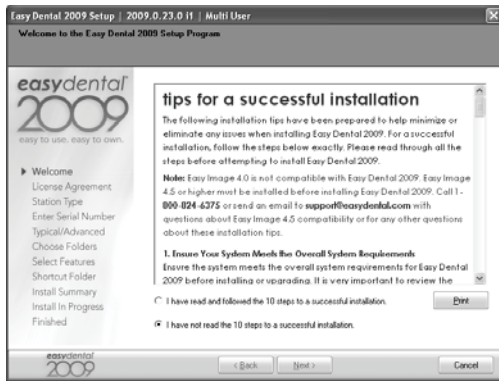 Easy Dental 2009 Setup | 2009.0.23.0 i1 | Multi User
Welcome to the Easy Dental 2009 Setup Program
easydental
2009
easy to use. easy to own.
Welcome
License Agreement
Station Type
Enter Serial Number
Typical/Advanced
Choose Folders
Select Features
Shortcut Folder
Install Summary
Install In Progress
Finished
tips for a successful installation
The following installation tips have been prepared to help minimize or
eliminate any issues when installing Easy Dental 2009. For a successful
installation, follow the steps below exactly. Please read through all the
steps before attempting to install Easy Dental 2009.
Note: Easy Image 4.0 is not compatible with Easy Dental 2009. Easy Image
4.5 or higher must be installed before installing Easy Dental 2009. Call 1-
800-824-6375 or send an email to support@easydental.com with
questions about Easy Image 4.5 compatibility or for any other questions
about these installation tips.
1. Ensure Your System Meets the Overall System Requirements
Ensure the system meets the overall system requirements for Easy Dental
2009 before installing or upgrading. It is very important to review the
I have read and followed the 10 steps to a successful installation.
Print
I have not read the 10 steps to a successful installation.
easydental
2009
< Back
Next >
Cancel